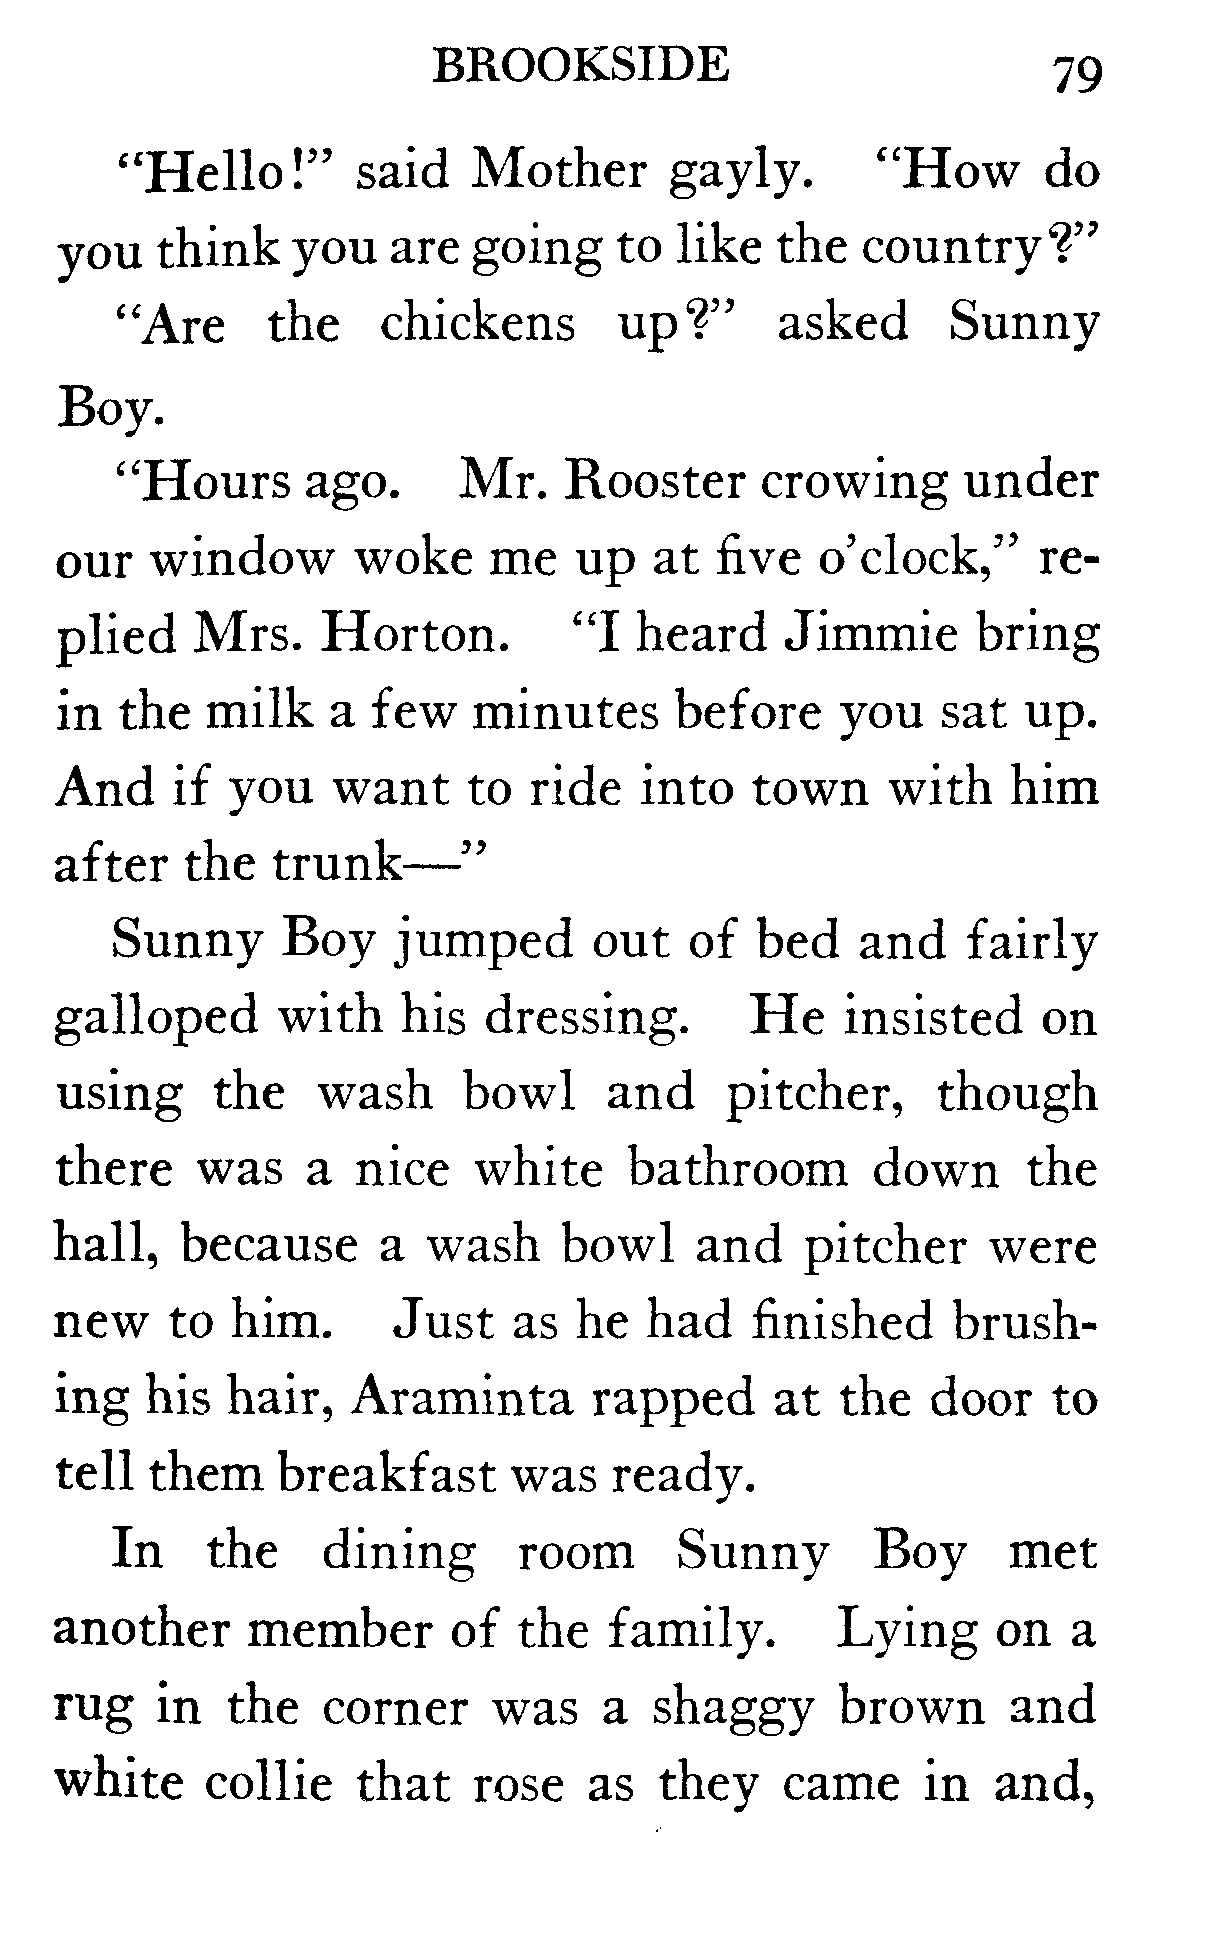 BROOKSIDE 79
“Hello!” said Mother gayly. “How do
you think you are going to like the country?”
“Are the chickens up?” asked Sunny
Boy.
“Hours ago. Mr. Rooster crowing under
our window woke me up at five o’clock,” re-
plied Mrs. Horton. “I heard Jimmie bring
in the milk a few minutes before you sat up.
And if you want to ride into town with him
after the trunk—”
Sunny Boy jumped out of bed and fairly
galloped with his dressing. He insisted on
using the wash bowl and pitcher, though
there was a nice white bathroom down the
hall, because a wash bowl and pitcher were
new to him. Just as he had finished brush-
ing his hair, Araminta rapped at the door to
tell them breakfast was ready.
In the dining room Sunny Boy met
another member of the family. Lying on a
rug in the corner was a shaggy brown and
white collie that rose as they came in and,